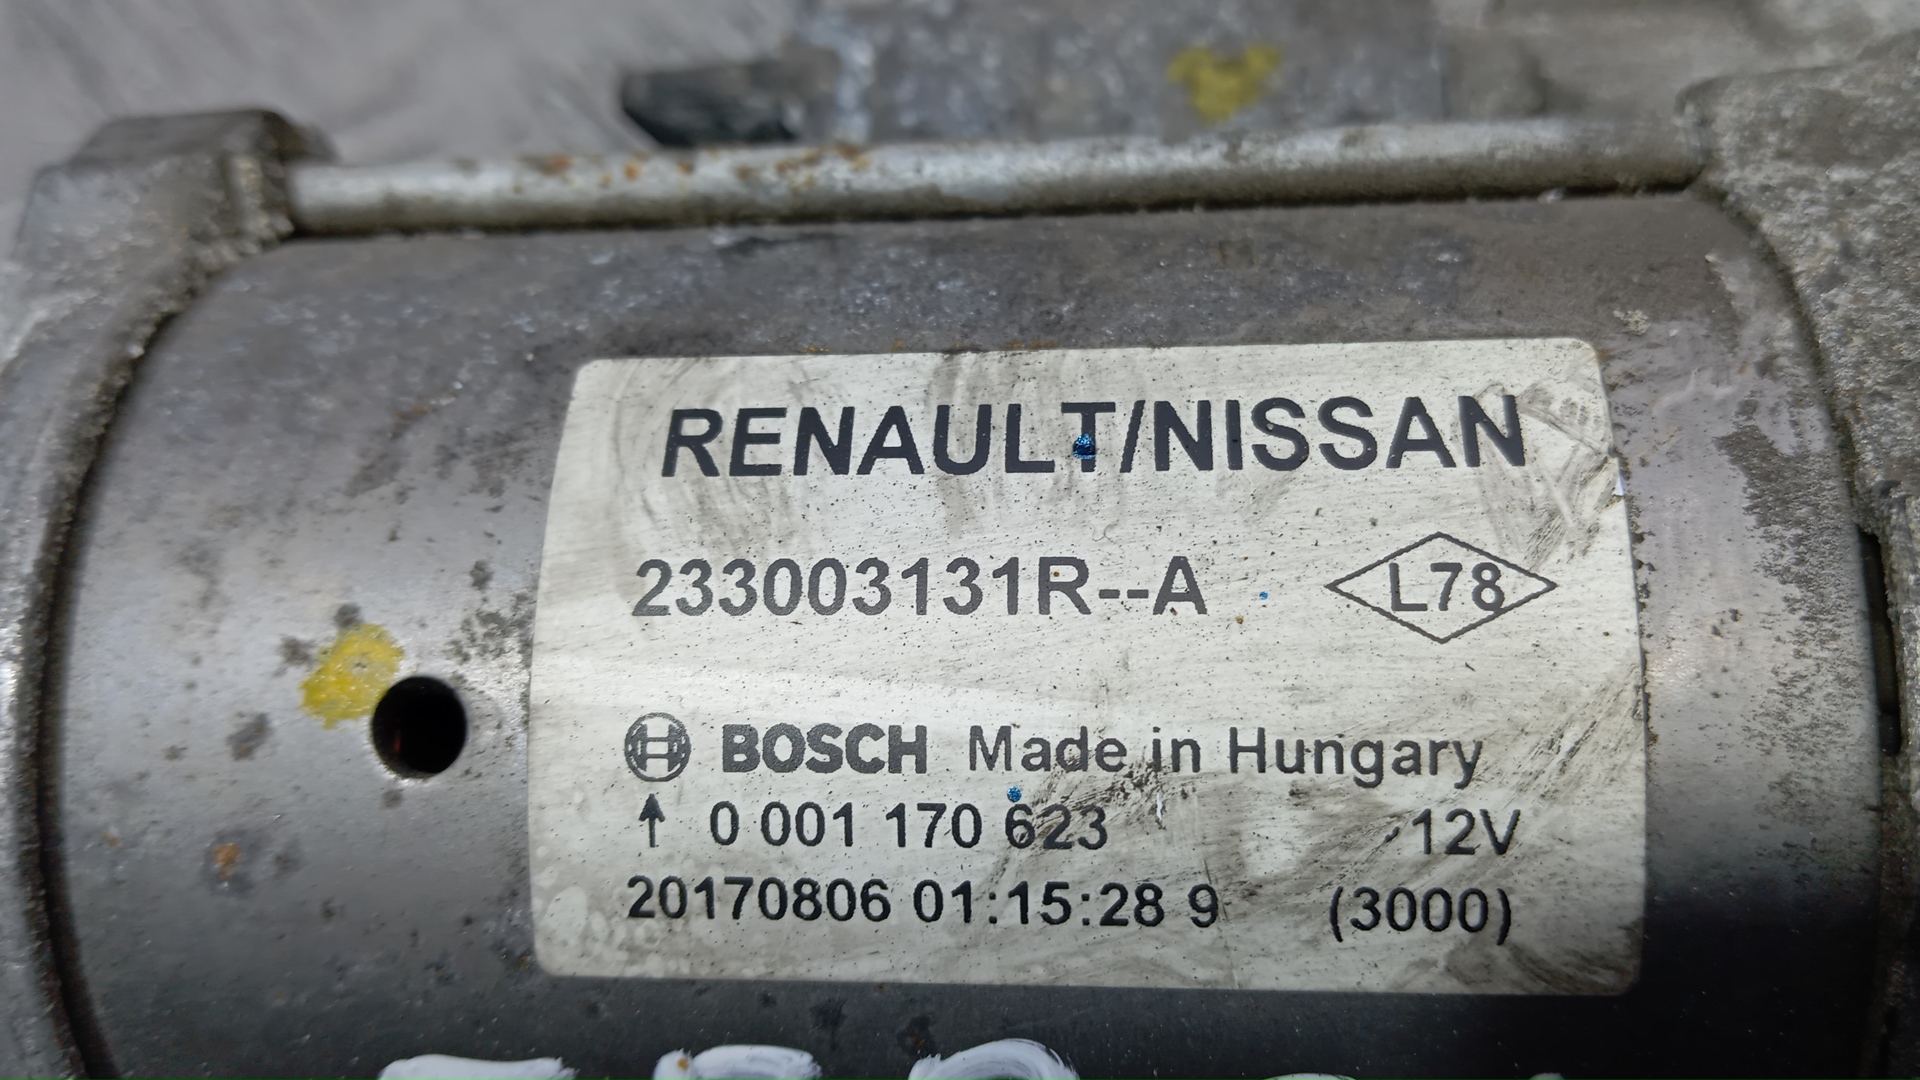 RENAULT/NISSAN
233003131R--A L78
BOSCH Made in Hungary
↑ 0 001 170 623 12V
20170806 01:15:28 9 (3000)